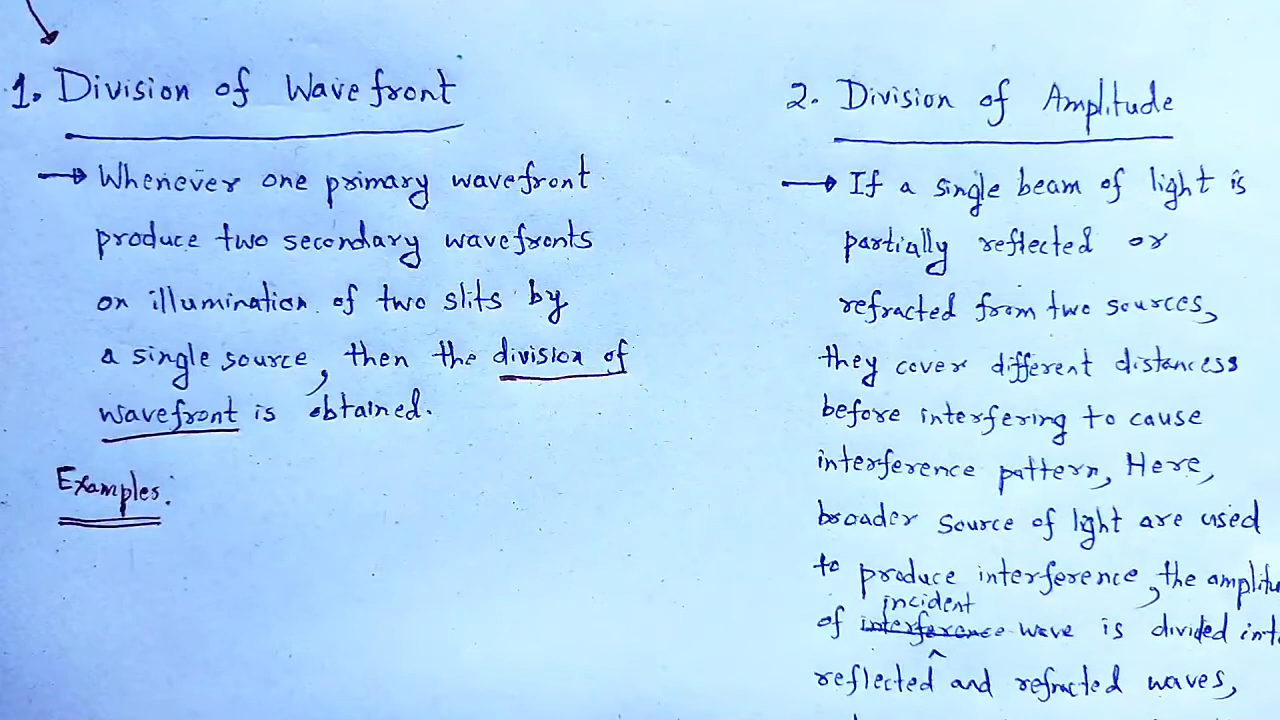 1. Division of Wavefront
→ Whenever one primary wavefront
produce two secondary wavefronts
on illumination of two slits by
a single source, then the division of
wavefront is obtained.
Examples:
2. Division of Amplitude
→ If a single beam of light is
partially reflected or
refracted from two sources,
they cover different distancess
before interfering to cause
interference pattern, Here,
broader source of light are used
to produce interference, the amplitu
incident
of interference wave is divided int
reflected and refracted waves,